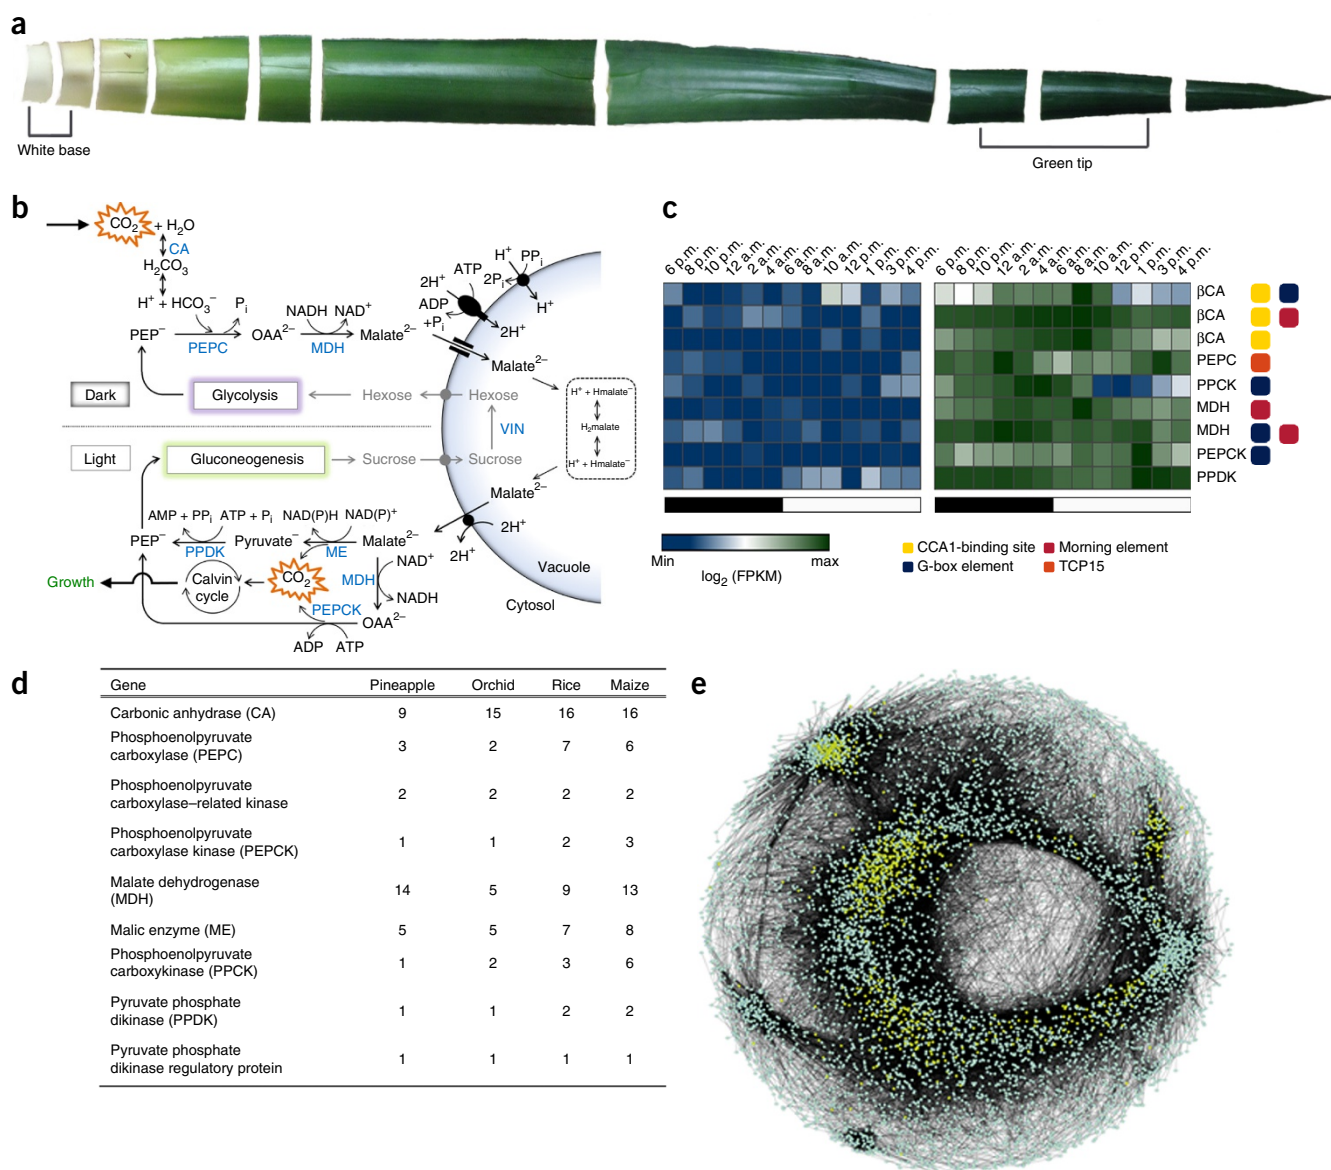 a
White base
Green tip
b
CO2 + H2O
CA
H2CO3
H+ + HCO3−
Pi
PEP−
PEPC
OAA2−
NADH
NAD+
MDH
Malate2−
2H+
ATP
ADP
+Pi
2H+
H+
PPi
2Pi
H+
Malate2−
Dark
Glycolysis
Hexose
Hexose
VIN
H+ + Hmalate−
H2malate
H+ + Hmalate−
Light
Gluconeogenesis
Sucrose
Sucrose
Malate2−
2H+
2H+
AMP + PPi
ATP + Pi
NAD(P)H
NAD(P)+
PEP−
PPDK
Pyruvate−
ME
Malate2−
Growth
Calvin
cycle
CO2
MDH
NAD+
NADH
PEPCK
OAA2−
ADP
ATP
Vacuole
Cytosol
c
6 p.m. 8 p.m. 10 p.m. 12 a.m. 2 a.m. 4 a.m. 6 a.m. 8 a.m. 10 a.m. 12 p.m. 1 p.m. 3 p.m. 4 p.m.
6 p.m. 8 p.m. 10 p.m. 12 a.m. 2 a.m. 4 a.m. 6 a.m. 8 a.m. 10 a.m. 12 p.m. 1 p.m. 3 p.m. 4 p.m.
βCA
βCA
βCA
PEPC
PPCK
MDH
MDH
PEPCK
PPDK
Min
max
log2 (FPKM)
CCA1-binding site
Morning element
G-box element
TCP15
d
Gene Pineapple Orchid Rice Maize
Carbonic anhydrase (CA) 9 15 16 16
Phosphoenolpyruvate
carboxylase (PEPC) 3 2 7 6
Phosphoenolpyruvate
carboxylase–related kinase 2 2 2 2
Phosphoenolpyruvate
carboxylase kinase (PEPCK) 1 1 2 3
Malate dehydrogenase
(MDH) 14 5 9 13
Malic enzyme (ME) 5 5 7 8
Phosphoenolpyruvate
carboxykinase (PPCK) 1 2 3 6
Pyruvate phosphate
dikinase (PPDK) 1 1 2 2
Pyruvate phosphate
dikinase regulatory protein 1 1 1 1
e